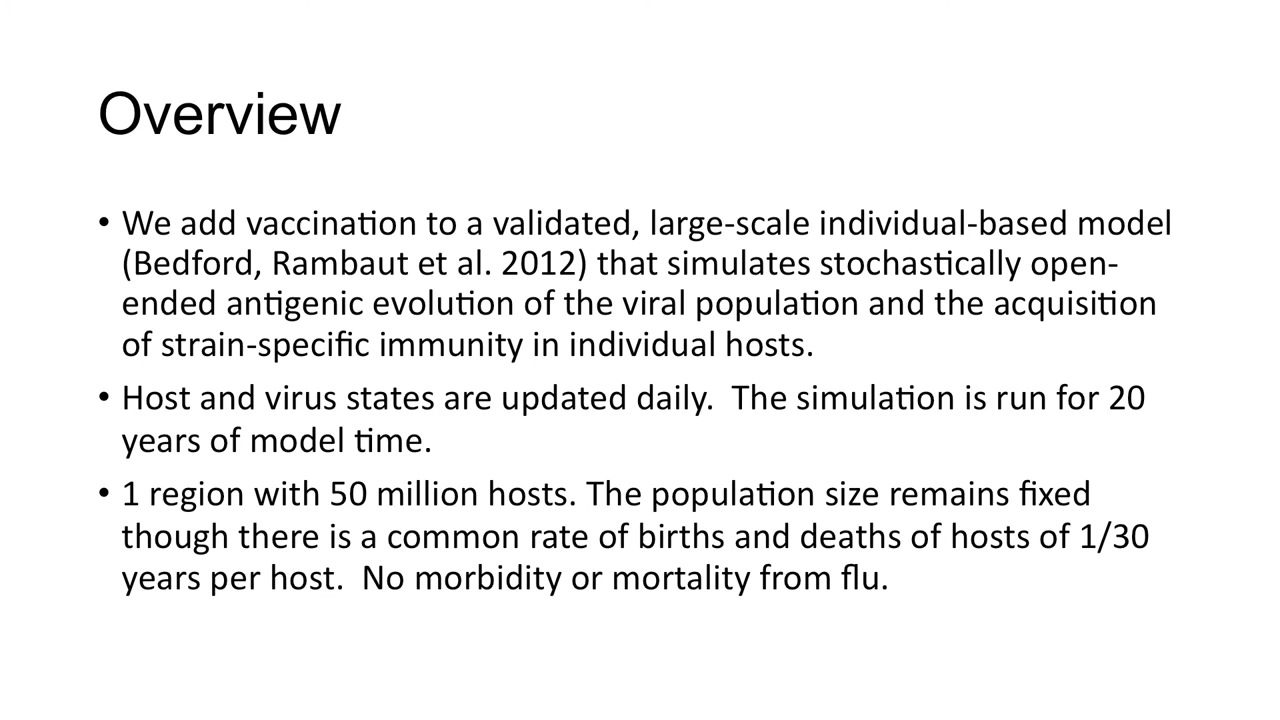 Overview
• We add vaccination to a validated, large-scale individual-based model
(Bedford, Rambaut et al. 2012) that simulates stochastically open-
ended antigenic evolution of the viral population and the acquisition
of strain-specific immunity in individual hosts.
• Host and virus states are updated daily.  The simulation is run for 20
years of model time.
• 1 region with 50 million hosts. The population size remains fixed
though there is a common rate of births and deaths of hosts of 1/30
years per host.  No morbidity or mortality from flu.